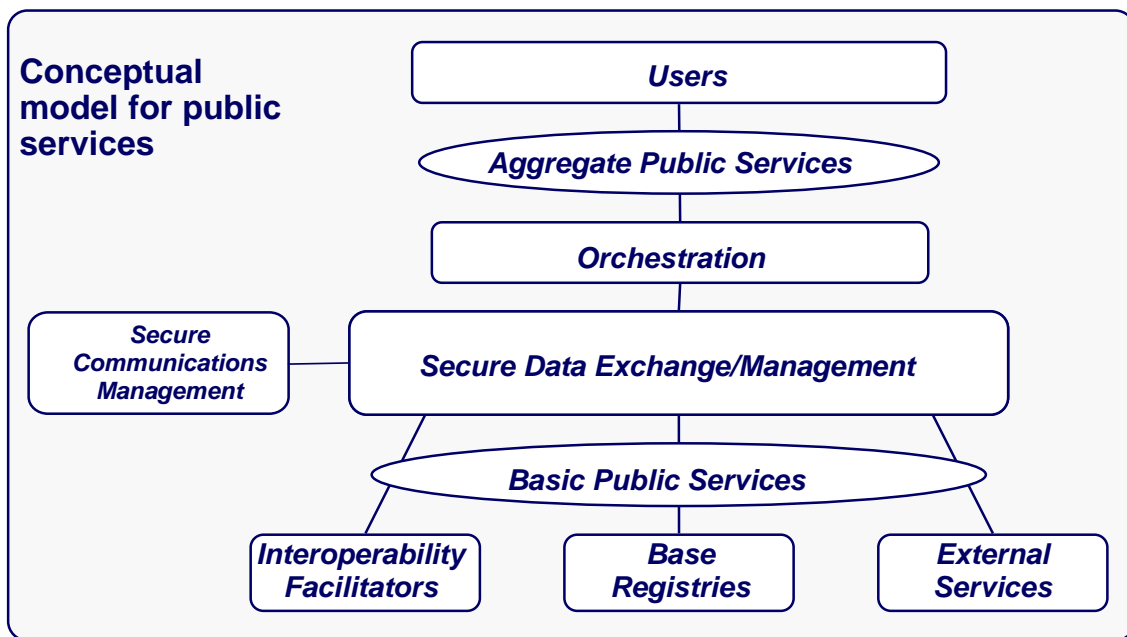 Conceptual
model for public
services
Users
Aggregate Public Services
Orchestration
Secure
Communications
Management
Secure Data Exchange/Management
Basic Public Services
Interoperability
Facilitators
Base
Registries
External
Services